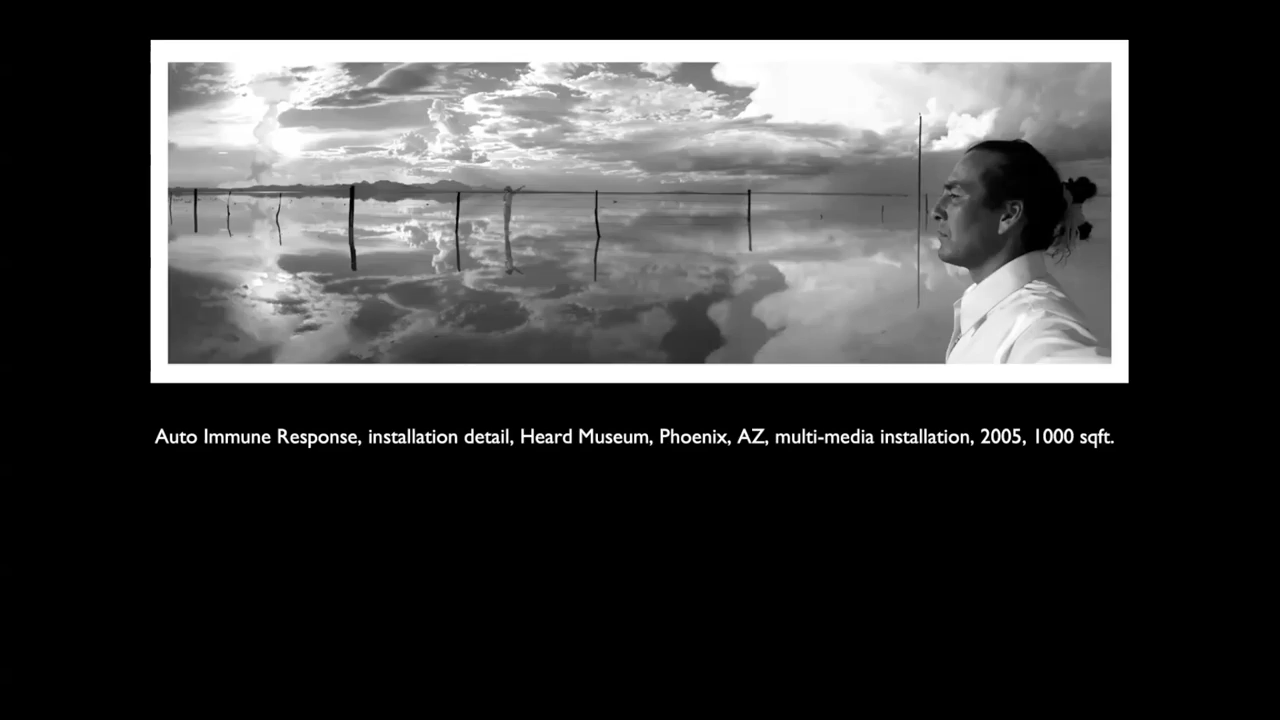 Auto Immune Response, installation detail, Heard Museum, Phoenix, AZ, multi-media installation, 2005, 1000 sqft.